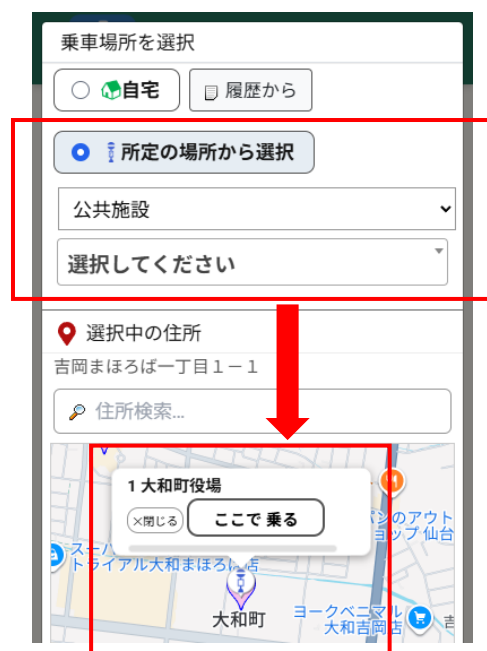 乗車場所を選択
自宅
履歴から
所定の場所から選択
公共施設
選択してください
選択中の住所
吉岡まほろば一丁目1-1
住所検索...
1 大和町役場
×閉じる
ここで 乗る
スーパ
トライアル大和まほろば店
のアウト
ョップ 仙台
大和町
ヨークベニマル
大和吉岡店
吉